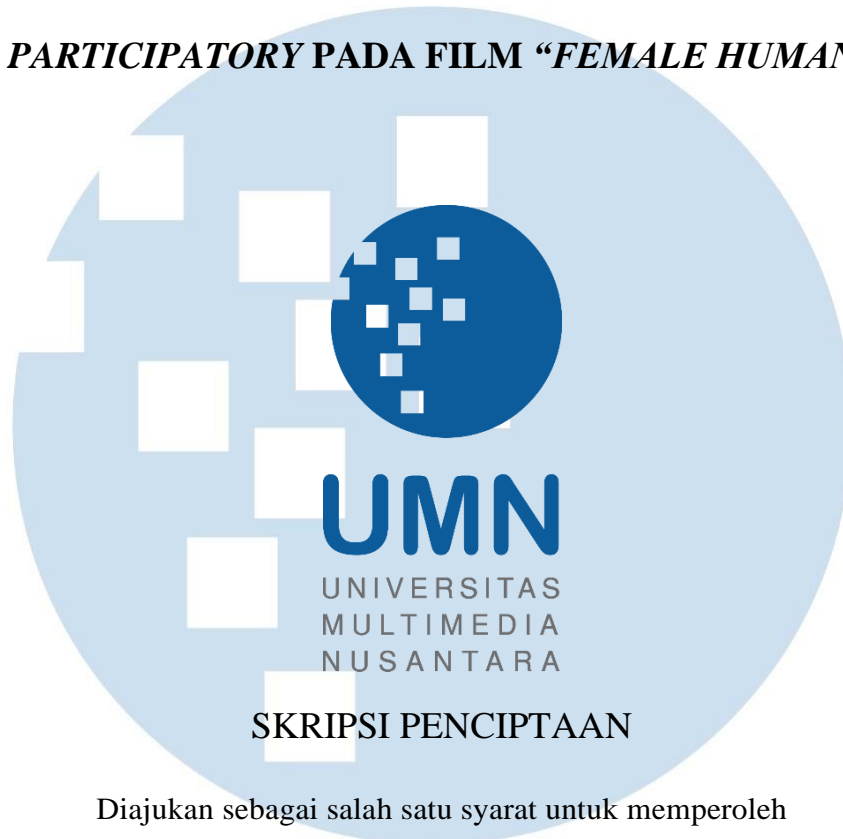 PARTICIPATORY PADA FILM “FEMALE HUMAN
UMN
UNIVERSITAS
MULTIMEDIA
NUSANTARA
SKRIPSI PENCIPTAAN
Diajukan sebagai salah satu syarat untuk memperoleh